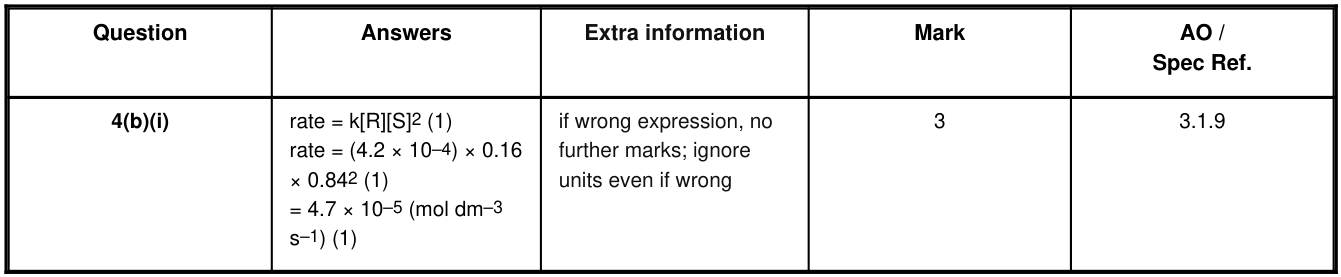 Question Answers Extra information Mark AO /
Spec Ref.
4(b)(i) rate = k[R][S]² (1) if wrong expression, no 3 3.1.9
rate = (4.2 × 10⁻⁴) × 0.16 further marks; ignore
× 0.84² (1) units even if wrong
= 4.7 × 10⁻⁵ (mol dm⁻³
s⁻¹) (1)